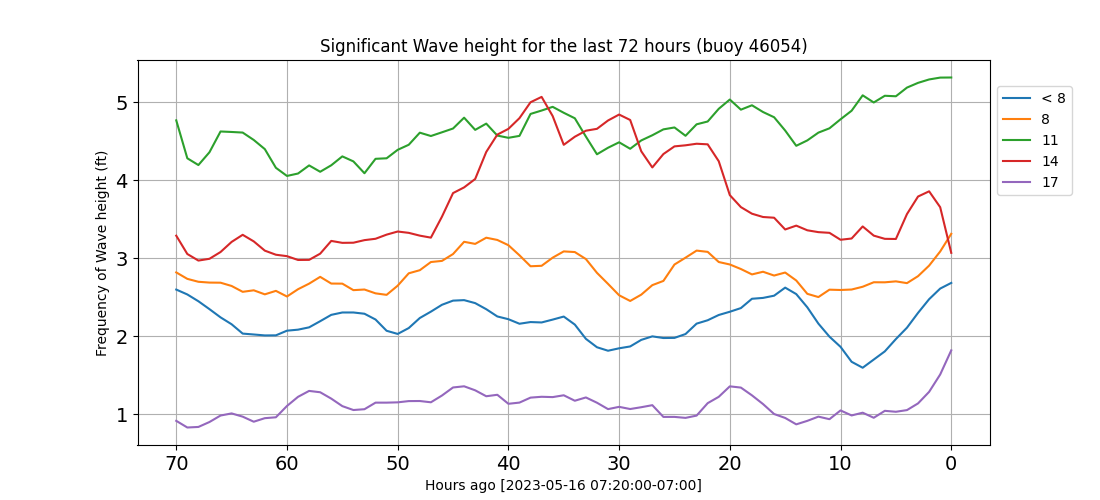 Significant Wave height for the last 72 hours (buoy 46054)
Frequency of Wave height (ft)
5
4
3
2
1
70 60 50 40 30 20 10 0
Hours ago [2023-05-16 07:20:00-07:00]
< 8
8
11
14
17